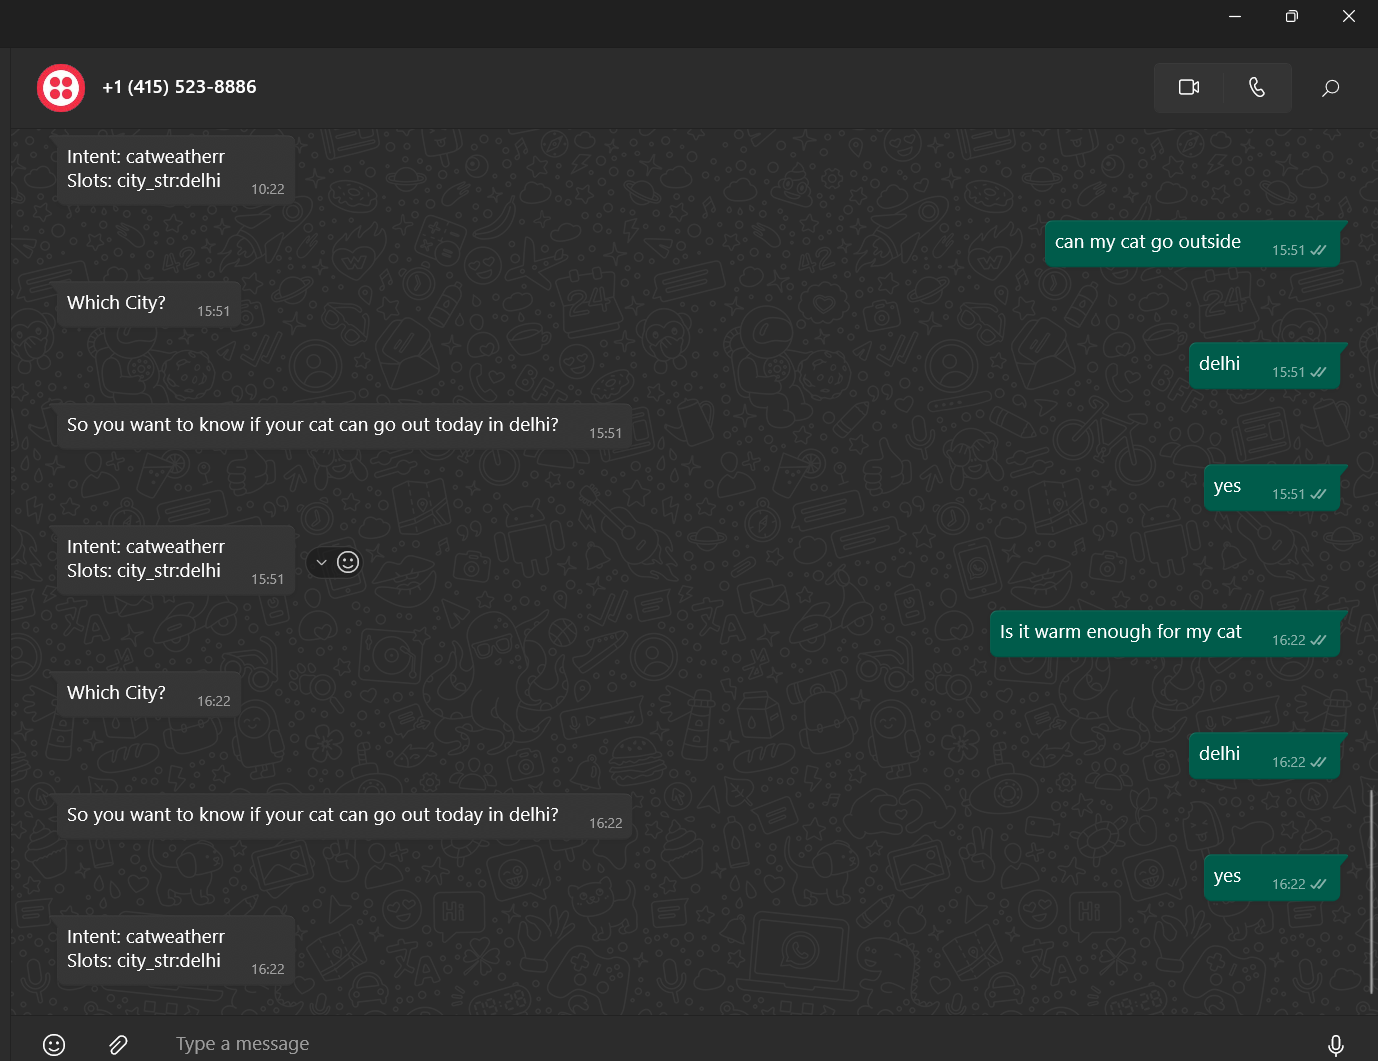 +1 (415) 523-8886
Intent: catweatherr
Slots: city_str:delhi
10:22
can my cat go outside
15:51
Which City?
15:51
delhi
15:51
So you want to know if your cat can go out today in delhi?
15:51
yes
15:51
Intent: catweatherr
Slots: city_str:delhi
15:51
Is it warm enough for my cat
16:22
Which City?
16:22
delhi
16:22
So you want to know if your cat can go out today in delhi?
16:22
yes
16:22
Intent: catweatherr
Slots: city_str:delhi
16:22
Type a message